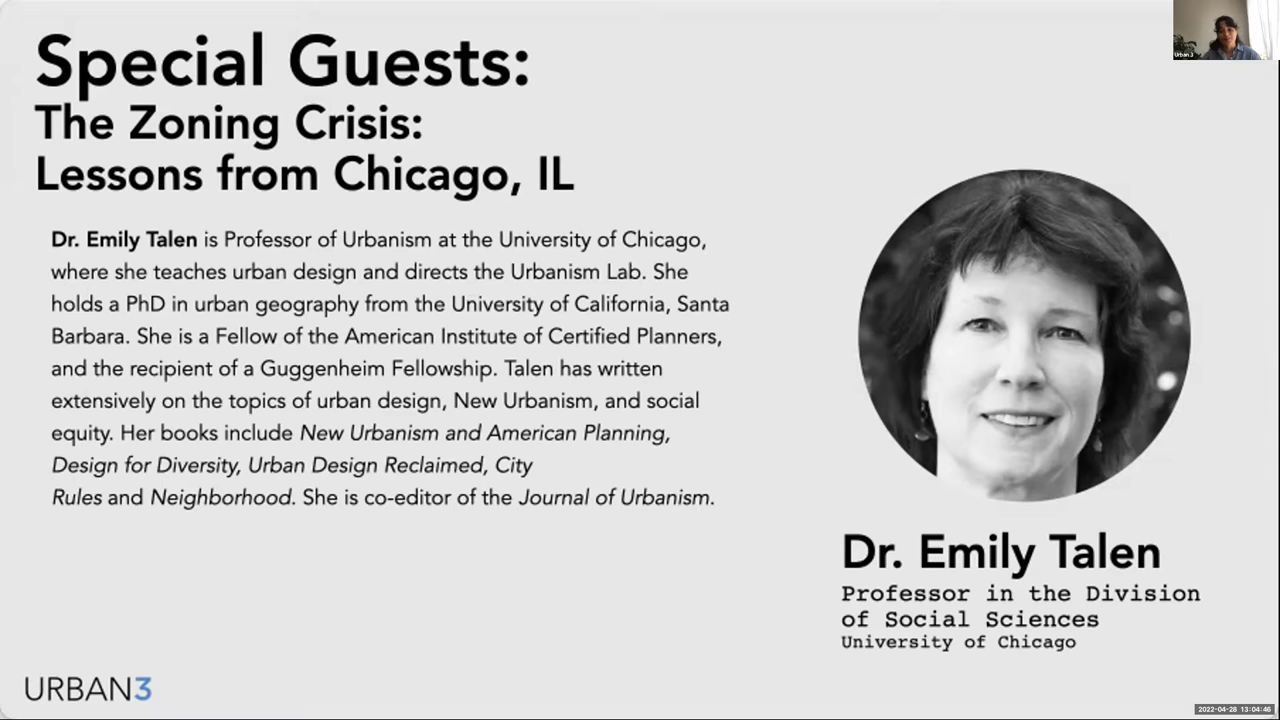 Special Guests:
The Zoning Crisis:
Lessons from Chicago, IL
Dr. Emily Talen is Professor of Urbanism at the University of Chicago,
where she teaches urban design and directs the Urbanism Lab. She
holds a PhD in urban geography from the University of California, Santa
Barbara. She is a Fellow of the American Institute of Certified Planners,
and the recipient of a Guggenheim Fellowship. Talen has written
extensively on the topics of urban design, New Urbanism, and social
equity. Her books include New Urbanism and American Planning,
Design for Diversity, Urban Design Reclaimed, City
Rules and Neighborhood. She is co-editor of the Journal of Urbanism.
Dr. Emily Talen
Professor in the Division
of Social Sciences
University of Chicago
URBAN3
Urban 3
2022-04-28 13:04:46